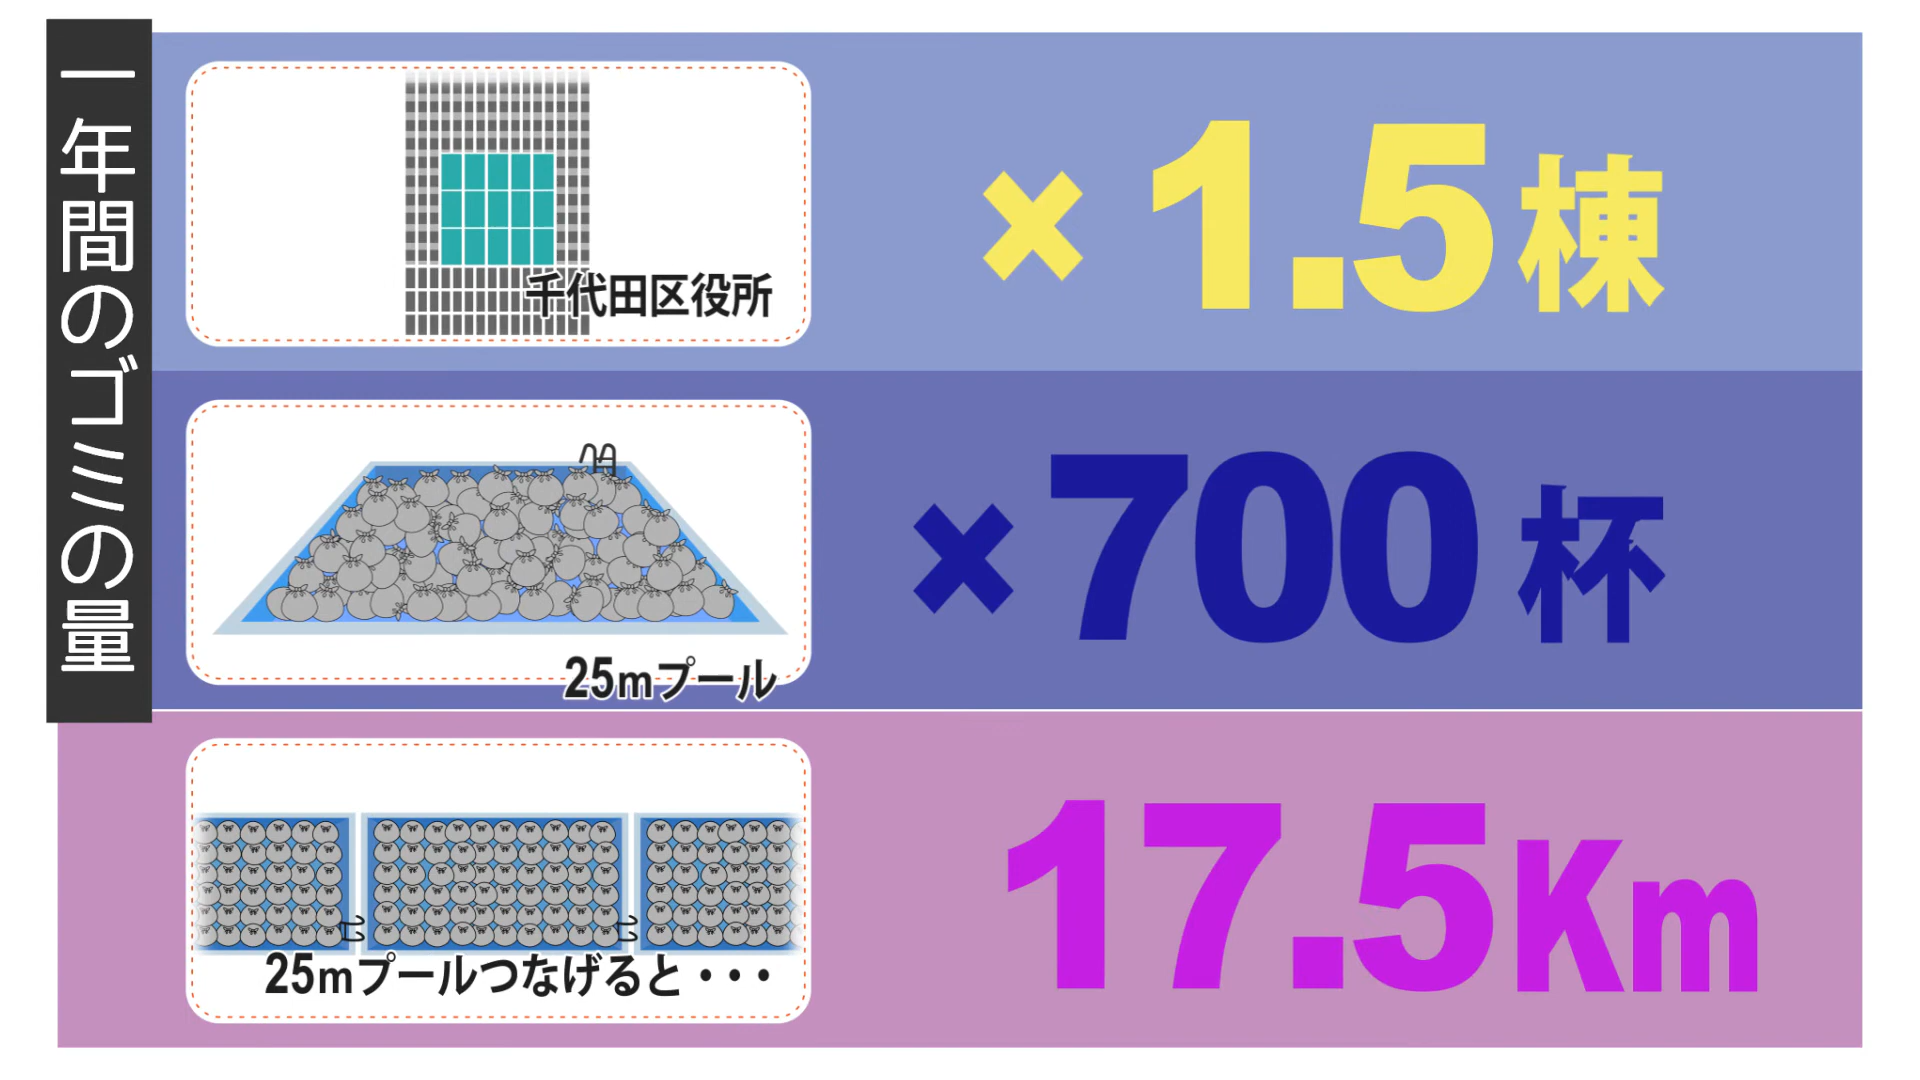 一年間のゴミの量
千代田区役所
×1.5棟
25mプール
×700杯
25mプールつなげると・・・
17.5Km